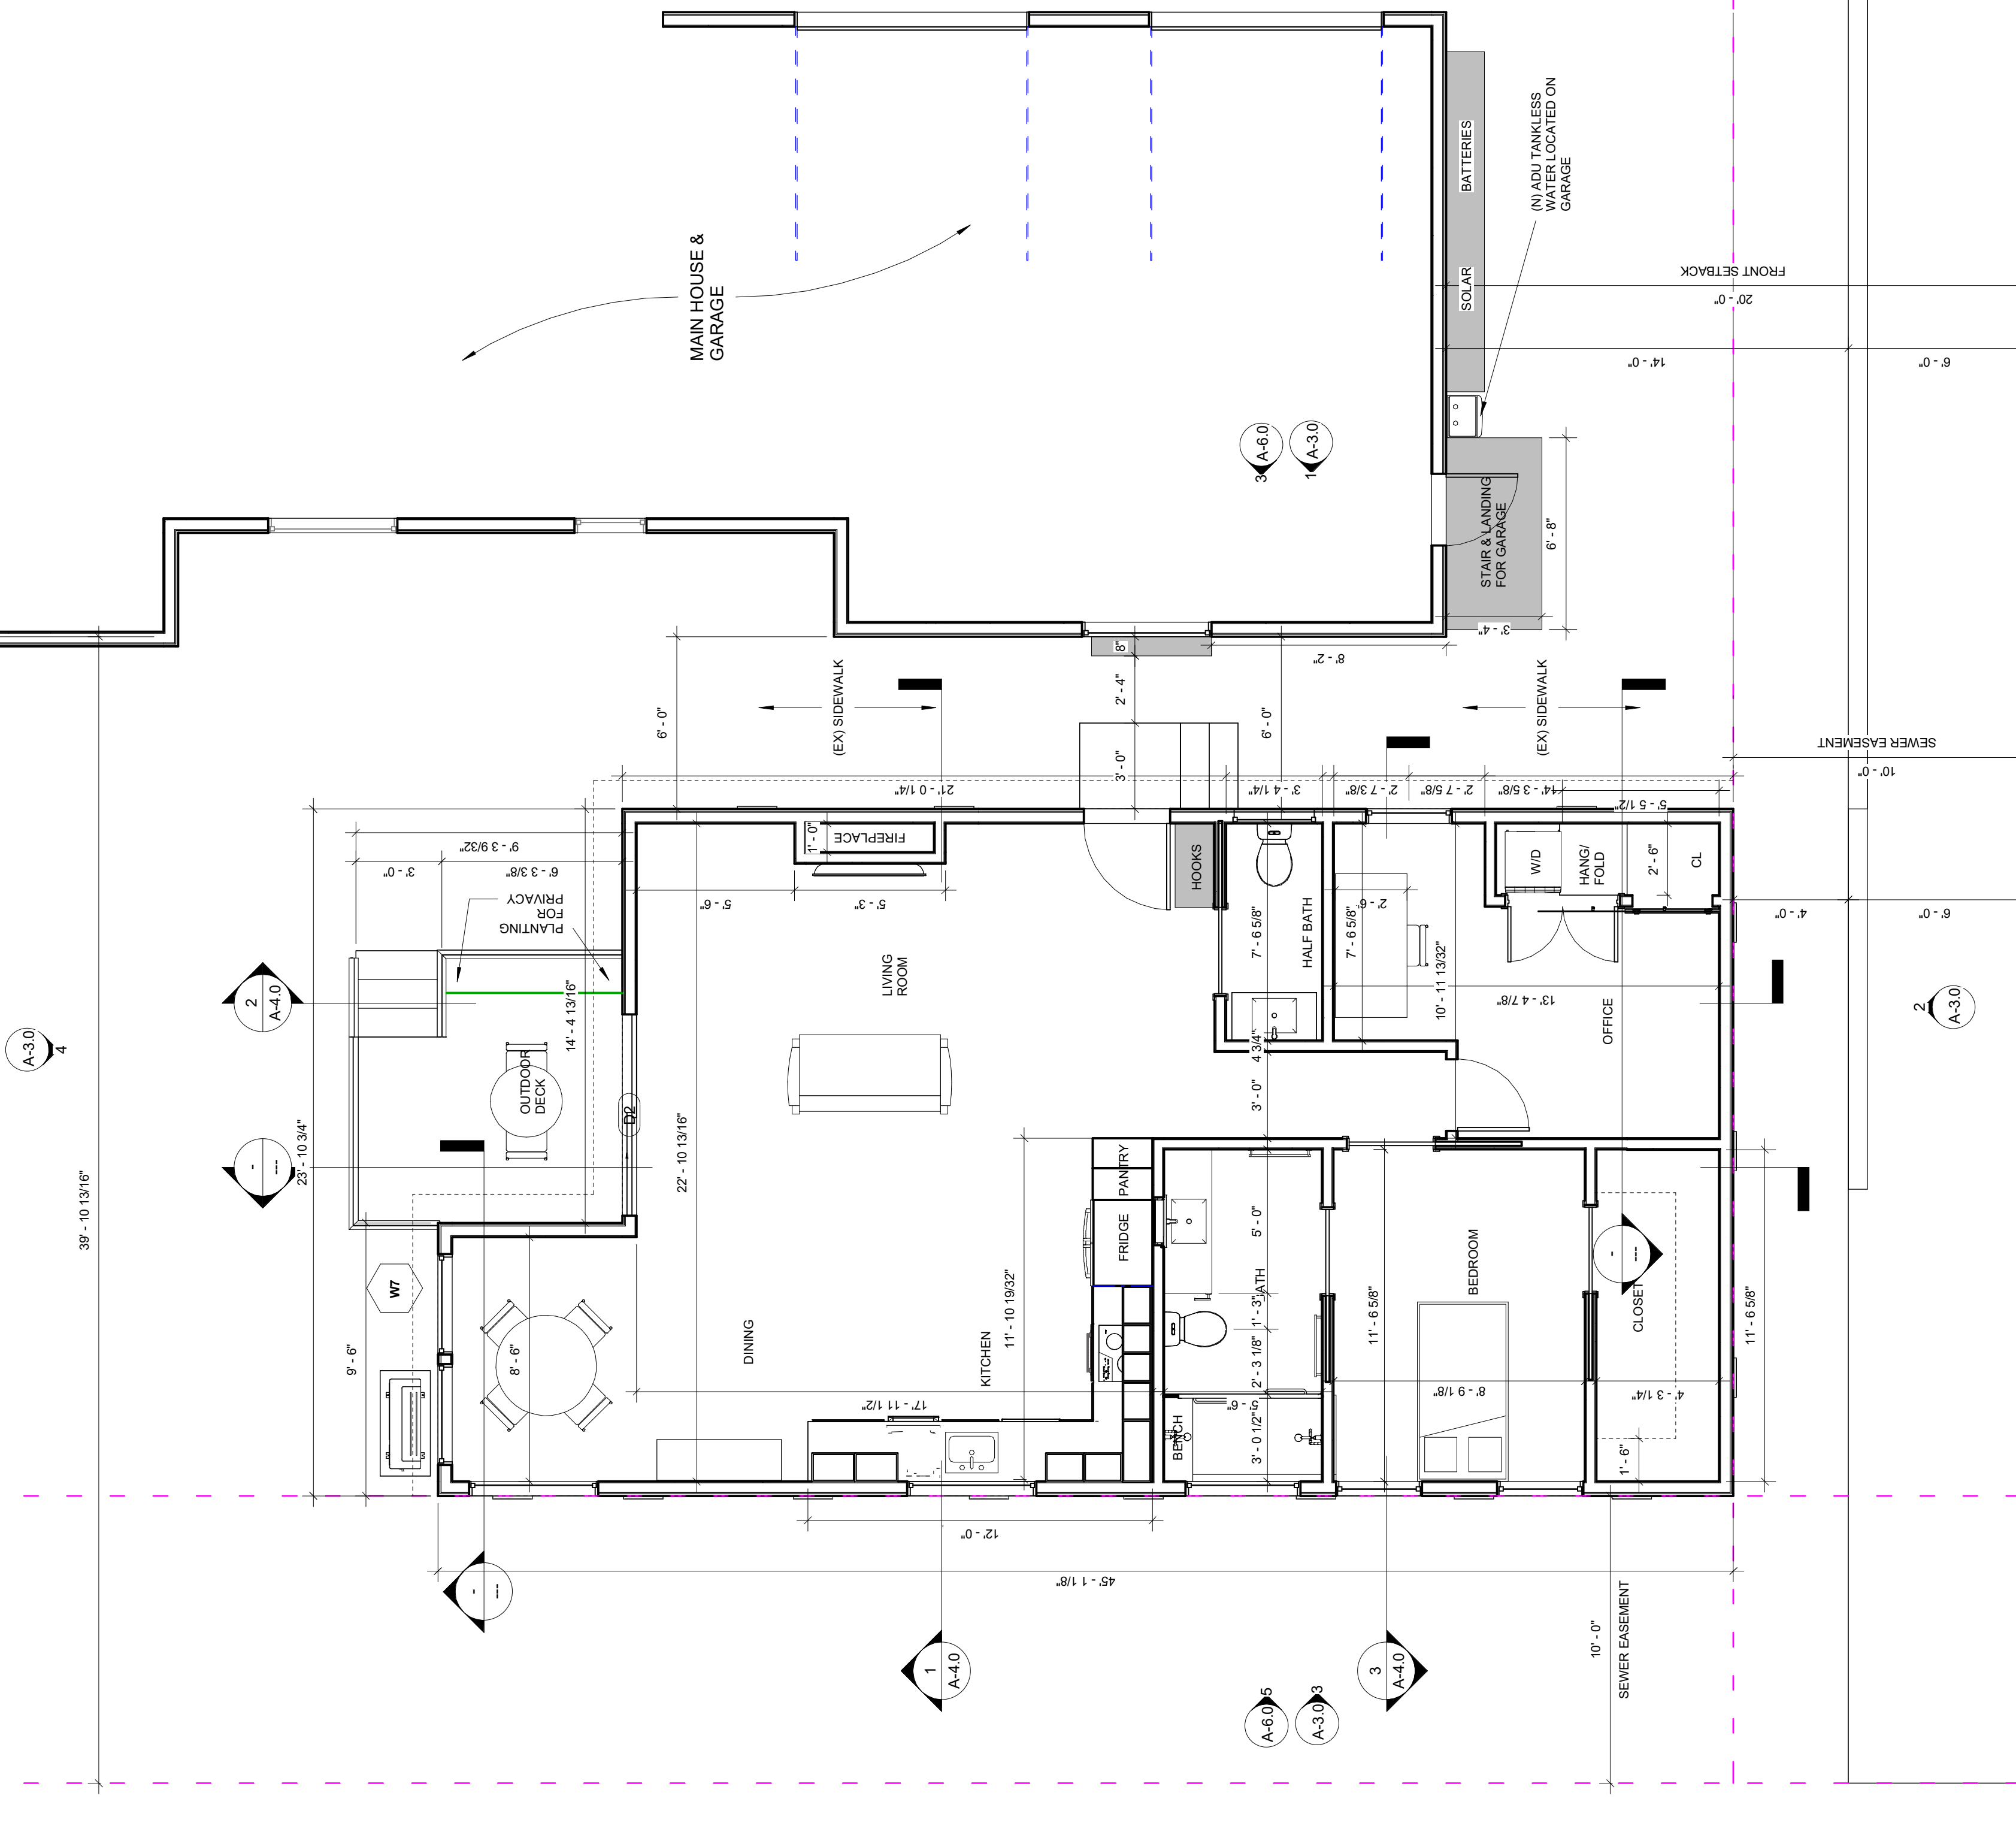 MAIN HOUSE &
GARAGE
BATTERIES
SOLAR
(N) ADU TANKLESS
WATER LOCATED ON
GARAGE
FRONT SETBACK
20' - 0"
14' - 0"
6' - 0"
3
A-6.0
1
A-3.0
STAIR & LANDING
FOR GARAGE
6' - 8"
3' - 4"
8' - 2"
8"
2' - 4"
3' - 0"
6' - 0"
6' - 0"
(EX) SIDEWALK
(EX) SIDEWALK
SEWER EASEMENT
10' - 0"
21' - 0 1/4"
3' - 4 1/4"
2' - 7 3/8"
2' - 7 5/8"
14' - 3 5/8"
5' - 5 1/2"
9' - 3 9/32"
3' - 0"
6' - 3 3/8"
PLANTING
FOR
PRIVACY
1' - 0"
FIREPLACE
5' - 6"
5' - 3"
HOOKS
7' - 6 5/8"
HALF BATH
7' - 6 5/8"
2' - 6"
10' - 11 13/32"
13' - 4 7/8"
W/D
HANG/
FOLD
2' - 6"
CL
4' - 0"
6' - 0"
2
A-4.0
A-3.0
4
14' - 4 13/16"
LIVING
ROOM
OFFICE
2
A-3.0
OUTDOOR
DECK
D2
4 3/4"
3' - 0"
23' - 10 3/4"
39' - 10 13/16"
-
---
22' - 10 13/16"
PANTRY
FRIDGE
11' - 10 19/32"
5' - 0"
1' - 3"
ATH
2' - 3 1/8"
3' - 0 1/2"
5' - 6"
BENCH
BEDROOM
11' - 6 5/8"
8' - 9 1/8"
-
---
CLOSET
4' - 3 1/4"
1' - 6"
11' - 6 5/8"
W7
9' - 6"
8' - 6"
DINING
KITCHEN
17' - 11 1/2"
12' - 0"
45' - 1 1/8"
-
---
1
A-4.0
3
A-4.0
A-6.0
5
A-3.0
3
10' - 0"
SEWER EASEMENT